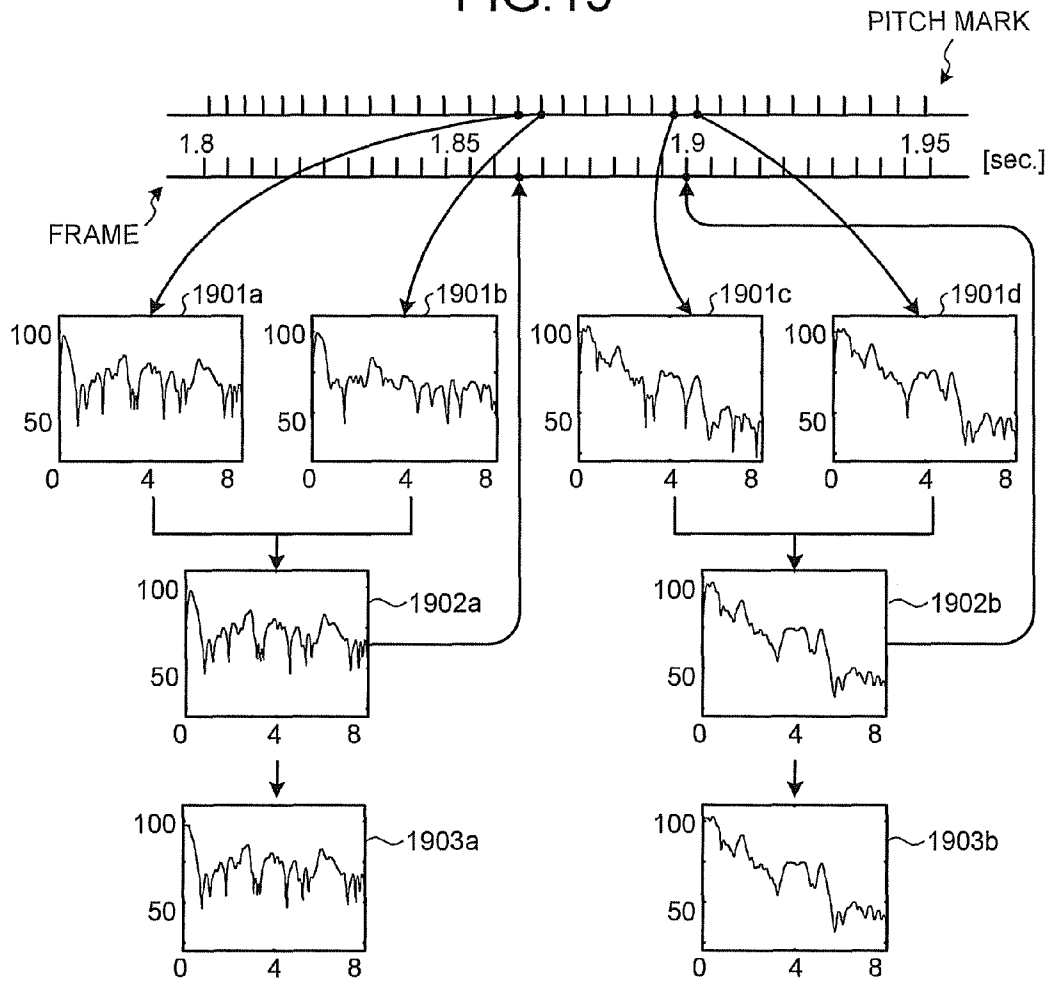 FIG.19
PITCH MARK
1.8 1.85 1.9 1.95
[sec.]
FRAME
1901a 1901b 1901c 1901d
100 100 100 100
50 50 50 50
0 4 8 0 4 8 0 4 8 0 4 8
1902a 1902b
100 100
50 50
0 4 8 0 4 8
1903a 1903b
100 100
50 50
0 4 8 0 4 8